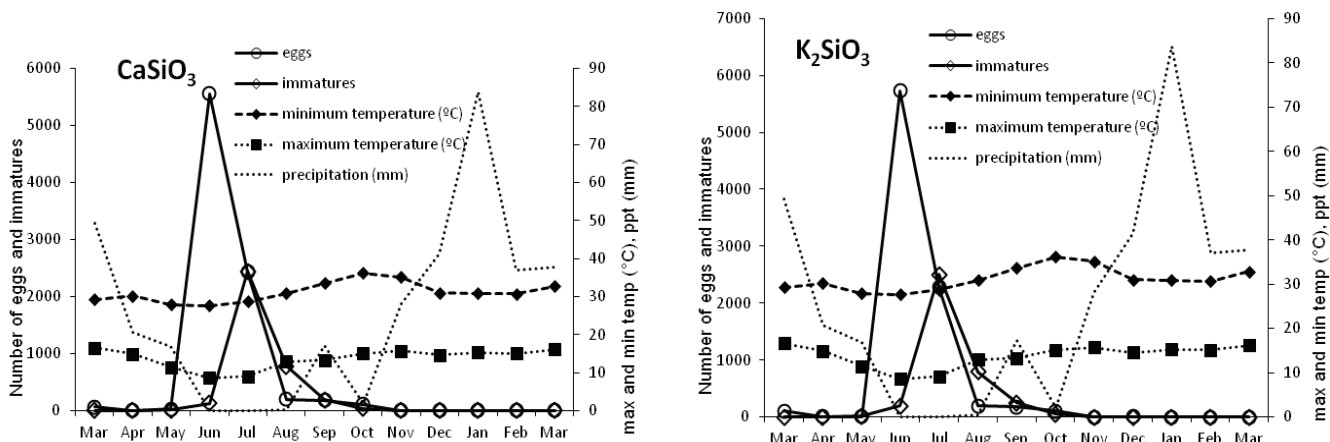 CaSiO3
eggs
immatures
minimum temperature (ºC)
maximum temperature (ºC)
precipitation (mm)
Number of eggs and immatures
6000
5000
4000
3000
2000
1000
0
90
80
70
60
50
40
30
20
10
0
max and min temp (°C), ppt (mm)
Mar Apr May Jun Jul Aug Sep Oct Nov Dec Jan Feb Mar
K2SiO3
eggs
immatures
minimum temperature (ºC)
maximum temperature (ºC)
precipitation (mm)
Number of eggs and immatures
7000
6000
5000
4000
3000
2000
1000
0
90
80
70
60
50
40
30
20
10
0
max and min temp (°C), ppt (mm)
Mar Apr May Jun Jul Aug Sep Oct Nov Dec Jan Feb Mar